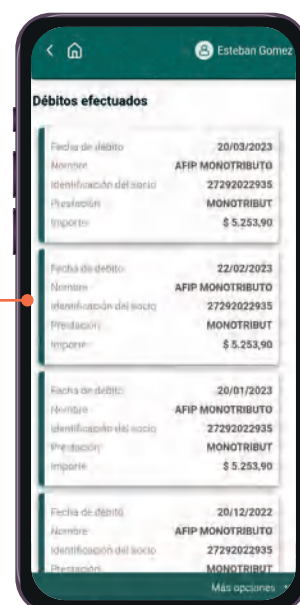 Esteban Gomez
Débitos efectuados
Fecha de débito 20/03/2023
Nombre AFIP MONOTRIBUTO
Identificación del socio 27292022935
Prestación MONOTRIBUT
Importe $ 5.253,90
Fecha de débito 22/02/2023
Nombre AFIP MONOTRIBUTO
Identificación del socio 27292022935
Prestación MONOTRIBUT
Importe $ 5.253,90
Fecha de débito 20/01/2023
Nombre AFIP MONOTRIBUTO
Identificación del socio 27292022935
Prestación MONOTRIBUT
Importe $ 5.253,90
Fecha de débito 20/12/2022
Nombre AFIP MONOTRIBUTO
Identificación del socio 27292022935
Prestación MONOTRIBUT
Más opciones